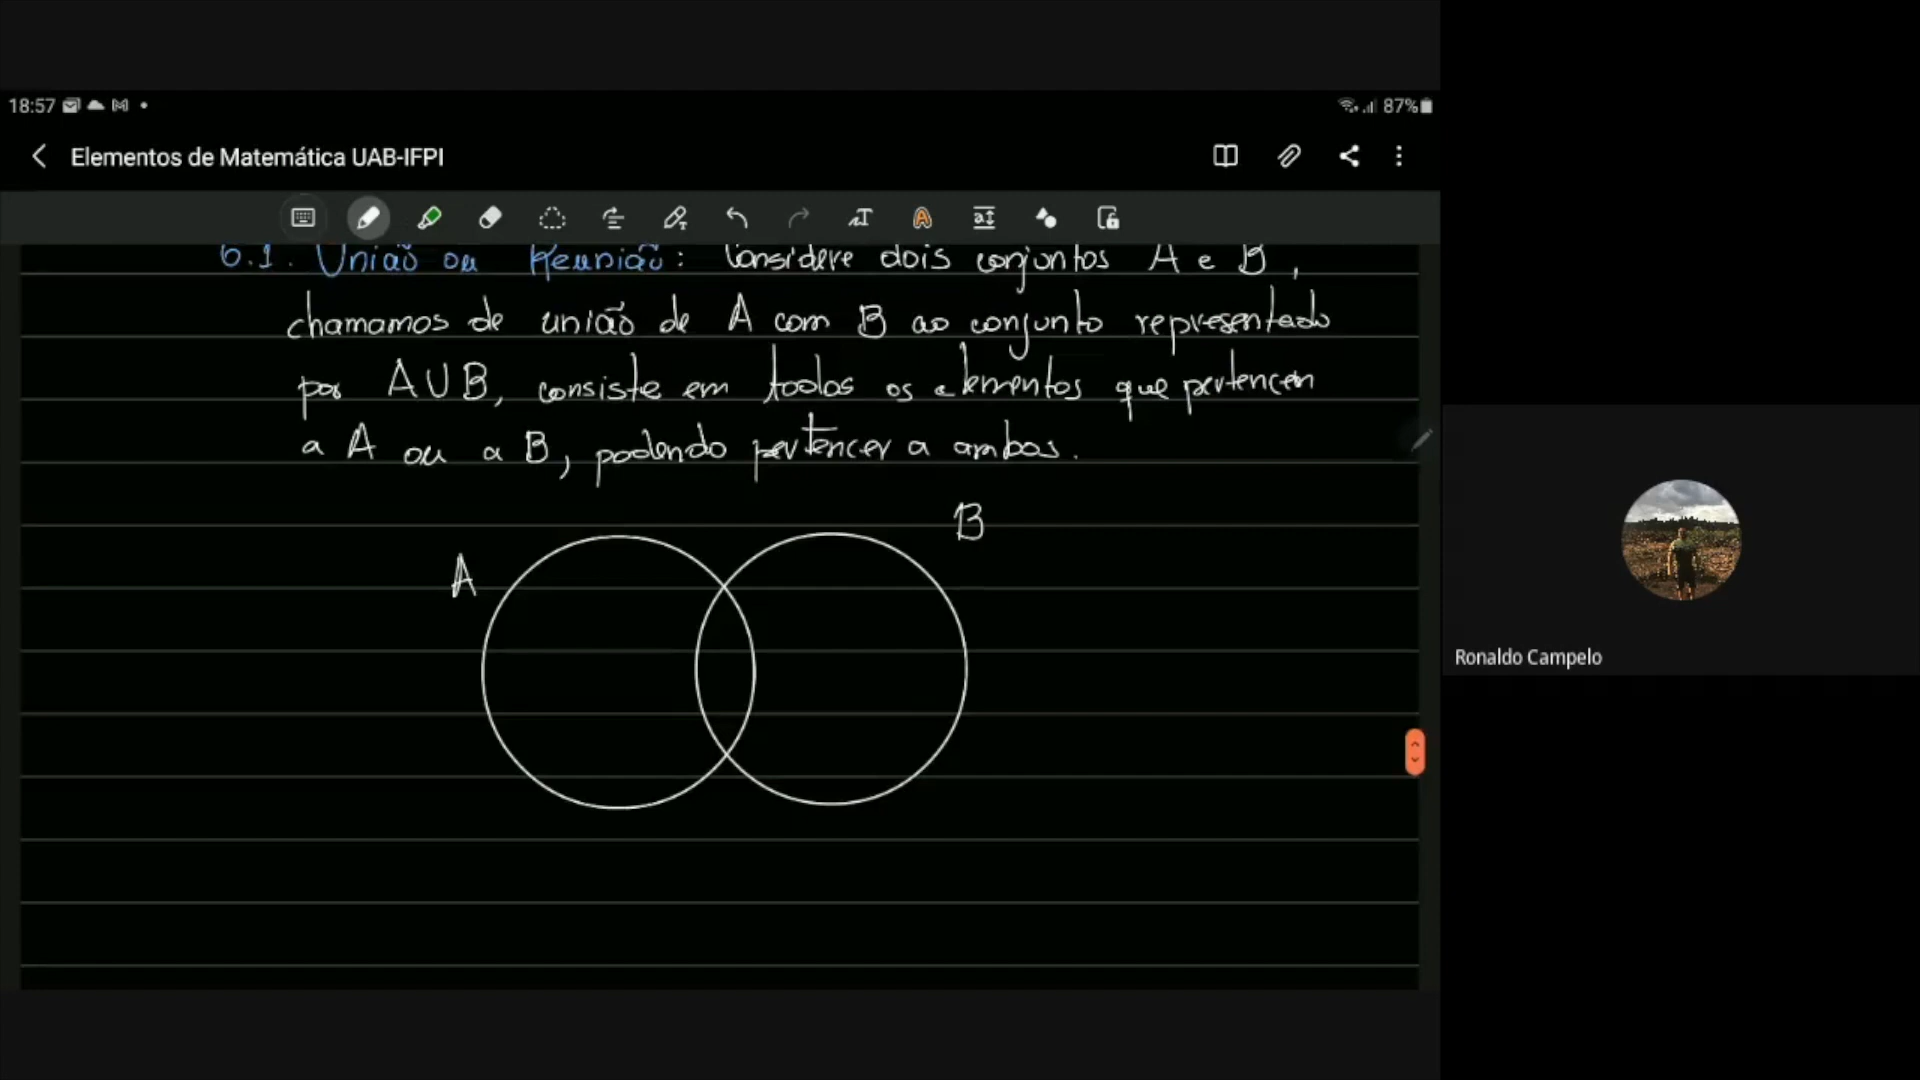 18:57
87%
Elementos de Matemática UAB-IFPI
6.1. União ou Reunião: Considere dois conjuntos A e B,
chamamos de união de A com B ao conjunto representado
por A∪B, consiste em todos os elementos que pertencem
a A ou a B, podendo pertencer a ambos.
B
A
Ronaldo Campelo